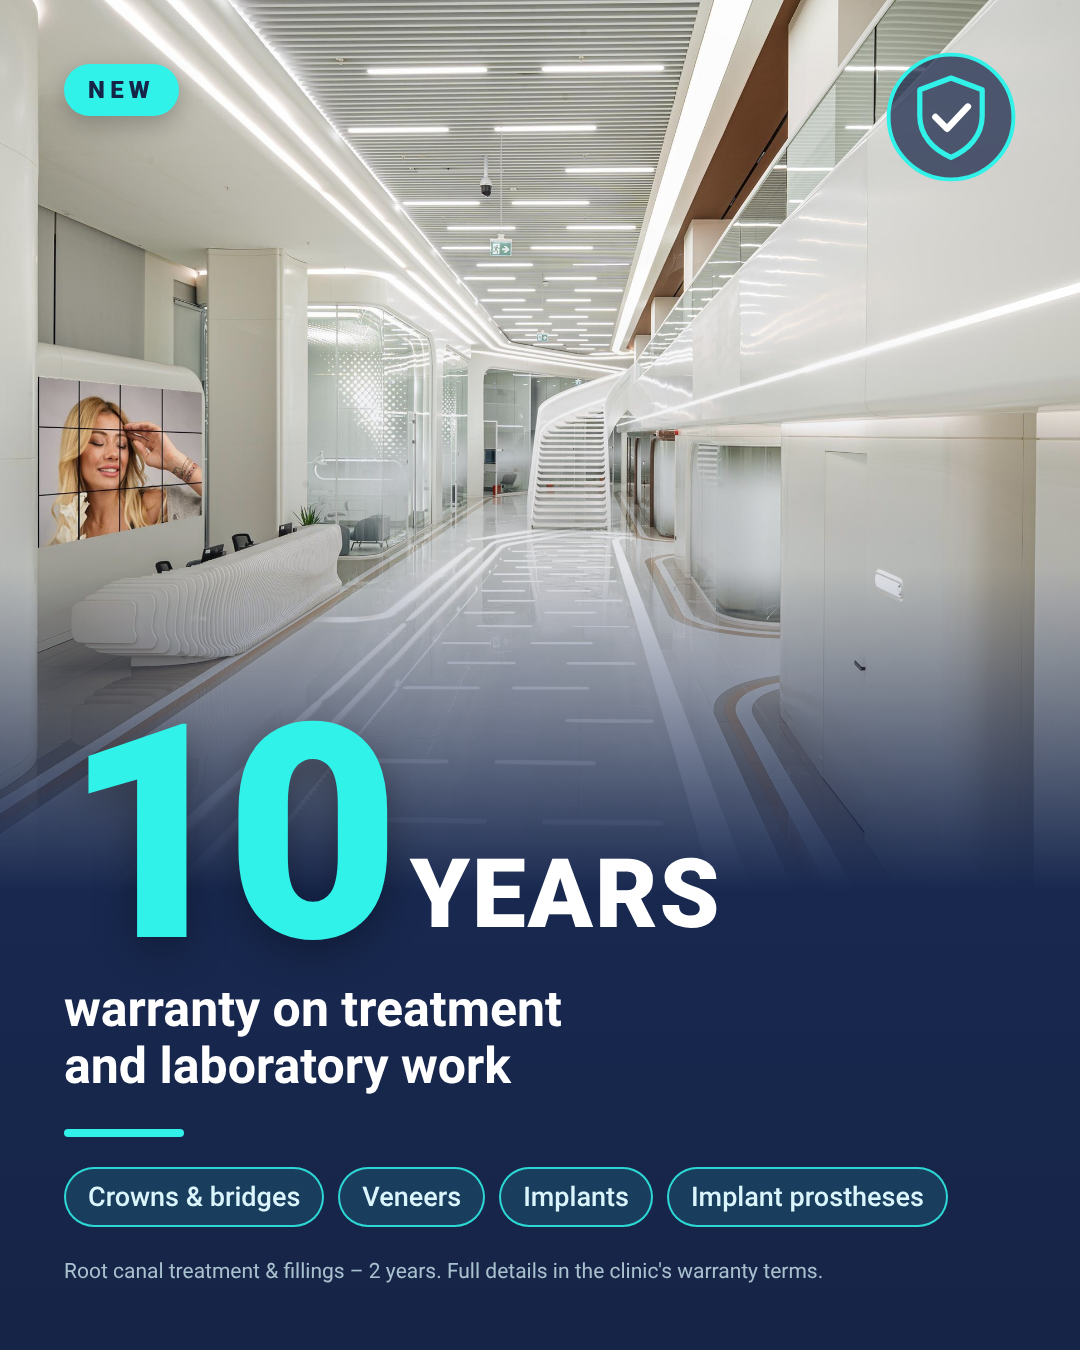 NEW
10 YEARS
warranty on treatment
and laboratory work
Crowns & bridges
Veneers
Implants
Implant prostheses
Root canal treatment & fillings – 2 years. Full details in the clinic's warranty terms.